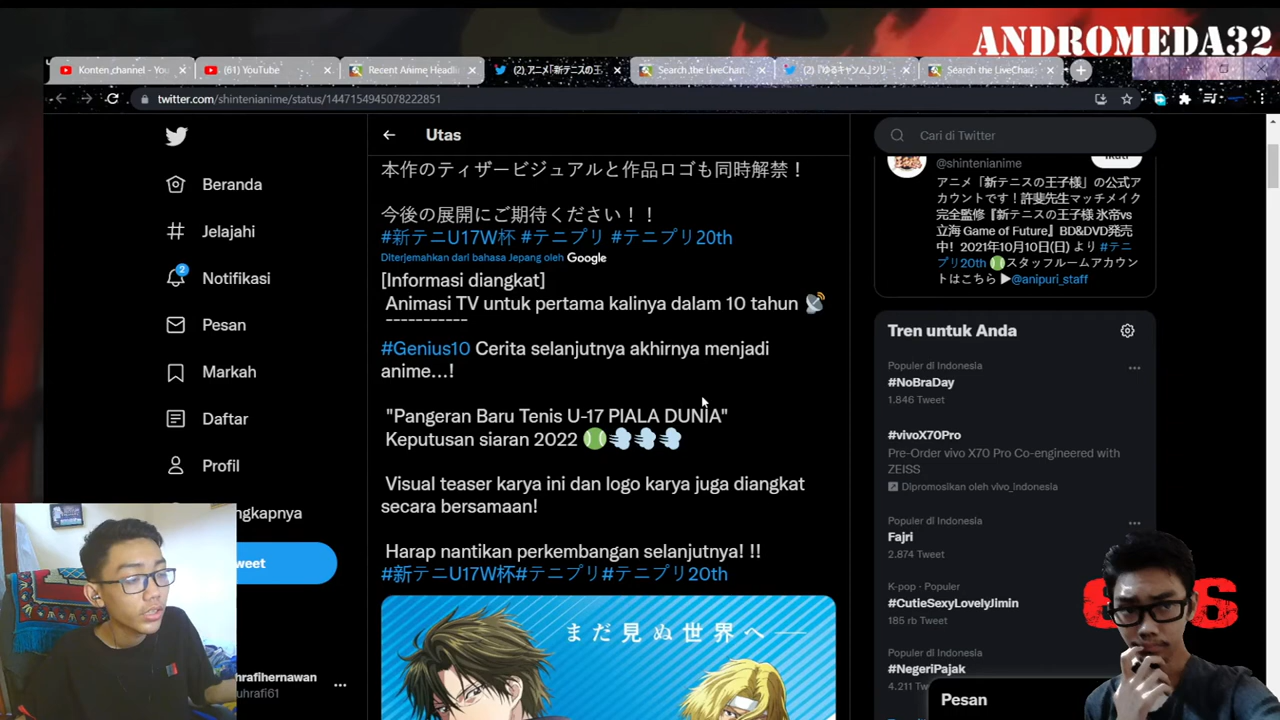 ANDROMEDA32
Konten_channel - You
(61) YouTube
Recent Anime Headli
(2) アニメ『新テニスの王
Search the LiveChart
(2) 『ゆるキャン△』シリ
Search the LiveChart
twitter.com/shintenianime/status/1447154945078222851
Utas
Cari di Twitter
Beranda
Jelajahi
2
Notifikasi
Pesan
Markah
Daftar
Profil
ngkapnya
weet
uhrafihernawan
uhrafi61
本作のティザービジュアルと作品ロゴも同時解禁！
今後の展開にご期待ください！！
#新テニU17W杯 #テニプリ #テニプリ20th
Diterjemahkan dari bahasa Jepang oleh Google
[Informasi diangkat]
Animasi TV untuk pertama kalinya dalam 10 tahun 📡
-----------
#Genius10 Cerita selanjutnya akhirnya menjadi
anime...!
"Pangeran Baru Tenis U-17 PIALA DUNIA"
Keputusan siaran 2022 🎾💨💨💨
Visual teaser karya ini dan logo karya juga diangkat
secara bersamaan!
Harap nantikan perkembangan selanjutnya! !!
#新テニU17W杯#テニプリ#テニプリ20th
まだ見ぬ世界へ──
@shintenianime
Ikuti
アニメ「新テニスの王子様」の公式ア
カウントです！許斐先生マッチメイク
完全監修『新テニスの王子様 氷帝vs
立海 Game of Future』BD&DVD発売
中！2021年10月10日(日) より #テニ
プリ20th 🎾スタッフルームアカウン
トはこちら ▶@anipuri_staff
Tren untuk Anda
Populer di Indonesia
#NoBraDay
1.846 Tweet
#vivoX70Pro
Pre-Order vivo X70 Pro Co-engineered with
ZEISS
Dipromosikan oleh vivo_indonesia
Populer di Indonesia
Fajri
2.874 Tweet
K-pop · Populer
#CutieSexyLovelyJimin
185 rb Tweet
Populer di Indonesia
#NegeriPajak
4.211 Twe
Pesan